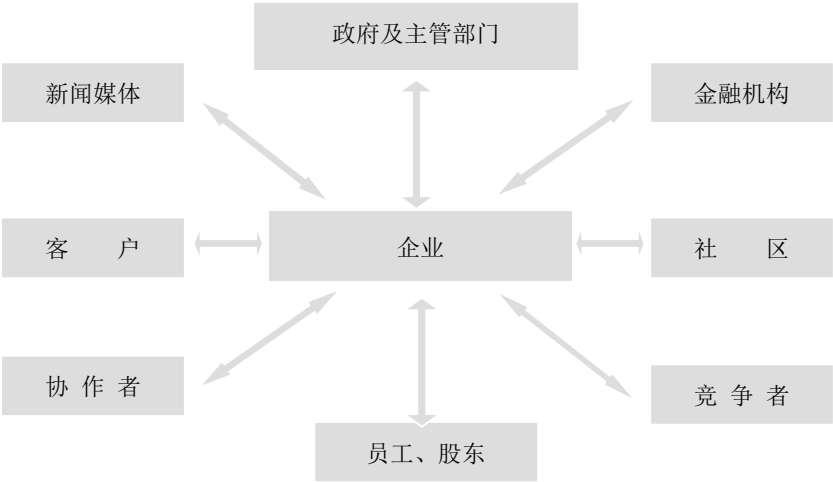 政府及主管部门
新闻媒体
金融机构
客 户
企业
社 区
协 作 者
竞 争 者
员工、股东